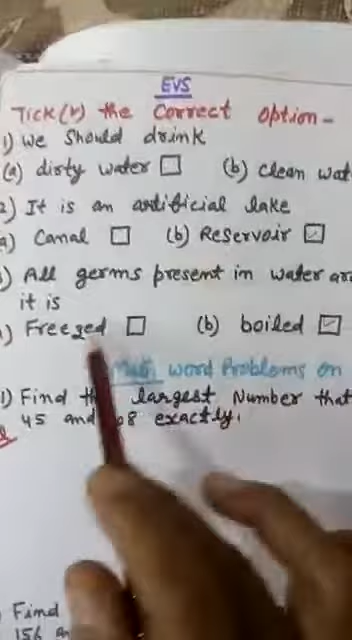 EVS
Tick(✓) the Correct option-
1) We should drink
(a) dirty water ☐ (b) clean wat
2) It is an artificial lake
a) Canal ☐ (b) Reservoir ☑
) All germs present in water are
it is
) Freezed ☐ (b) boiled ☑
word Problems on
1) Find largest Number that
45 and exactly.
Find
156